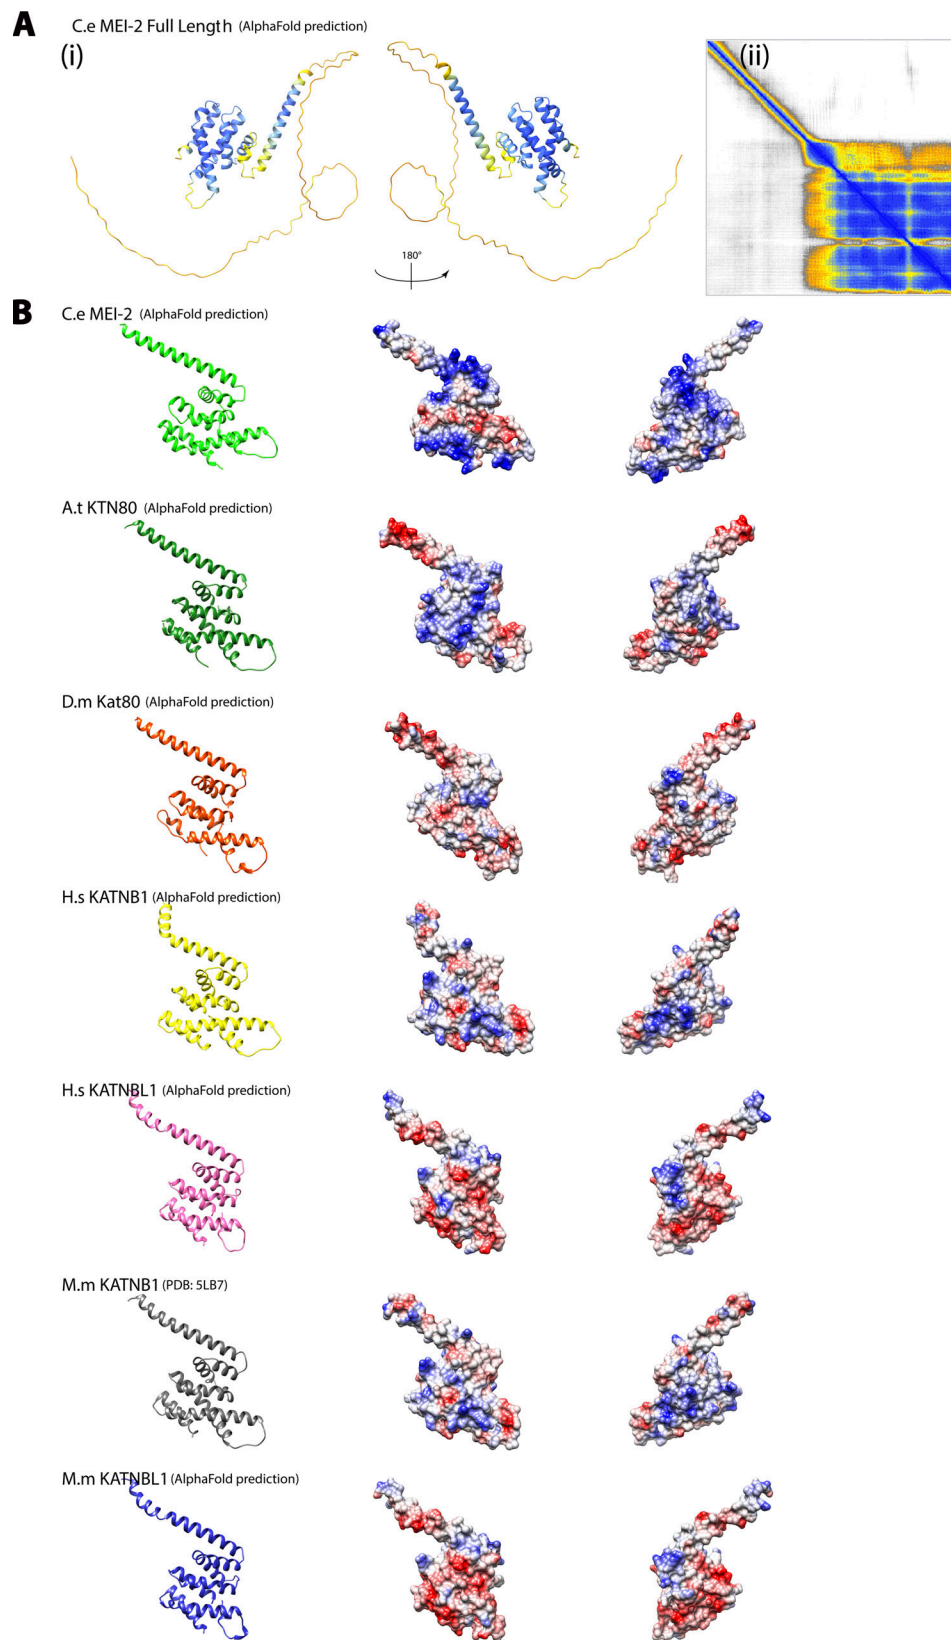 A C.e MEI-2 Full Length (AlphaFold prediction)
(i) (ii)
180°
B C.e MEI-2 (AlphaFold prediction)
A.t KTN80 (AlphaFold prediction)
D.m Kat80 (AlphaFold prediction)
H.s KATNB1 (AlphaFold prediction)
H.s KATNBL1 (AlphaFold prediction)
M.m KATNB1 (PDB: 5LB7)
M.m KATNBL1 (AlphaFold prediction)